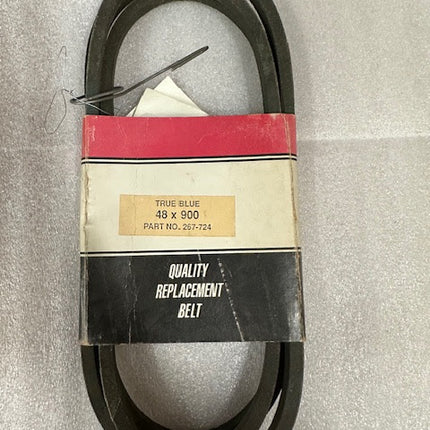 TRUE BLUE
48 x 900
PART NO. 267-724
QUALITY
REPLACEMENT
BELT